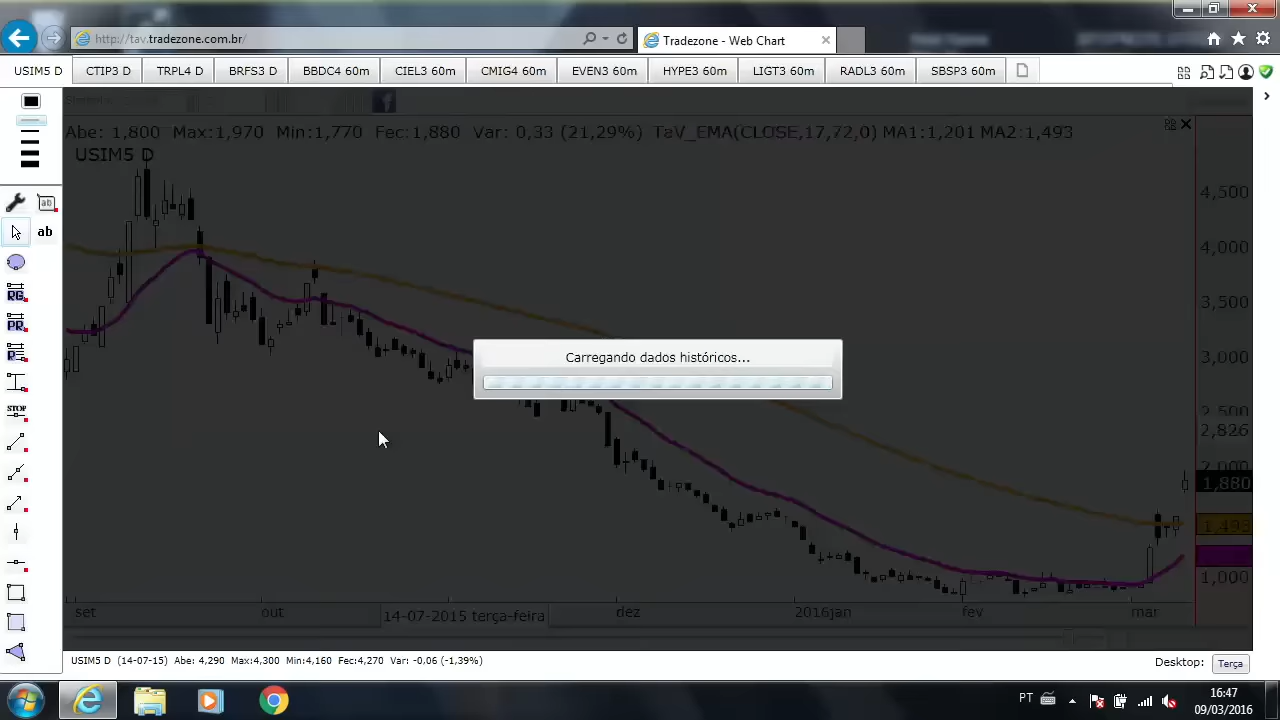 http://tav.tradezone.com.br/
Tradezone - Web Chart
USIM5 D
CTIP3 D
TRPL4 D
BRFS3 D
BBDC4 60m
CIEL3 60m
CMIG4 60m
EVEN3 60m
HYPE3 60m
LIGT3 60m
RADL3 60m
SBSP3 60m
Abe: 1,800 Max:1,970 Min:1,770 Fec:1,880 Var: 0,33 (21,29%) TaV_EMA(CLOSE,17,72,0) MA1:1,201 MA2:1,493
USIM5 D
ab
ab
RG
PR
STOP
4,500
4,000
3,500
3,000
2,500
2,826
2,000
1,880
1,493
1,000
Carregando dados históricos...
set
out
14-07-2015 terça-feira
dez
2016jan
fev
mar
USIM5 D (14-07-15) Abe: 4,290 Max:4,300 Min:4,160 Fec:4,270 Var: -0,06 (-1,39%)
Desktop:
Terça
PT
16:47
09/03/2016